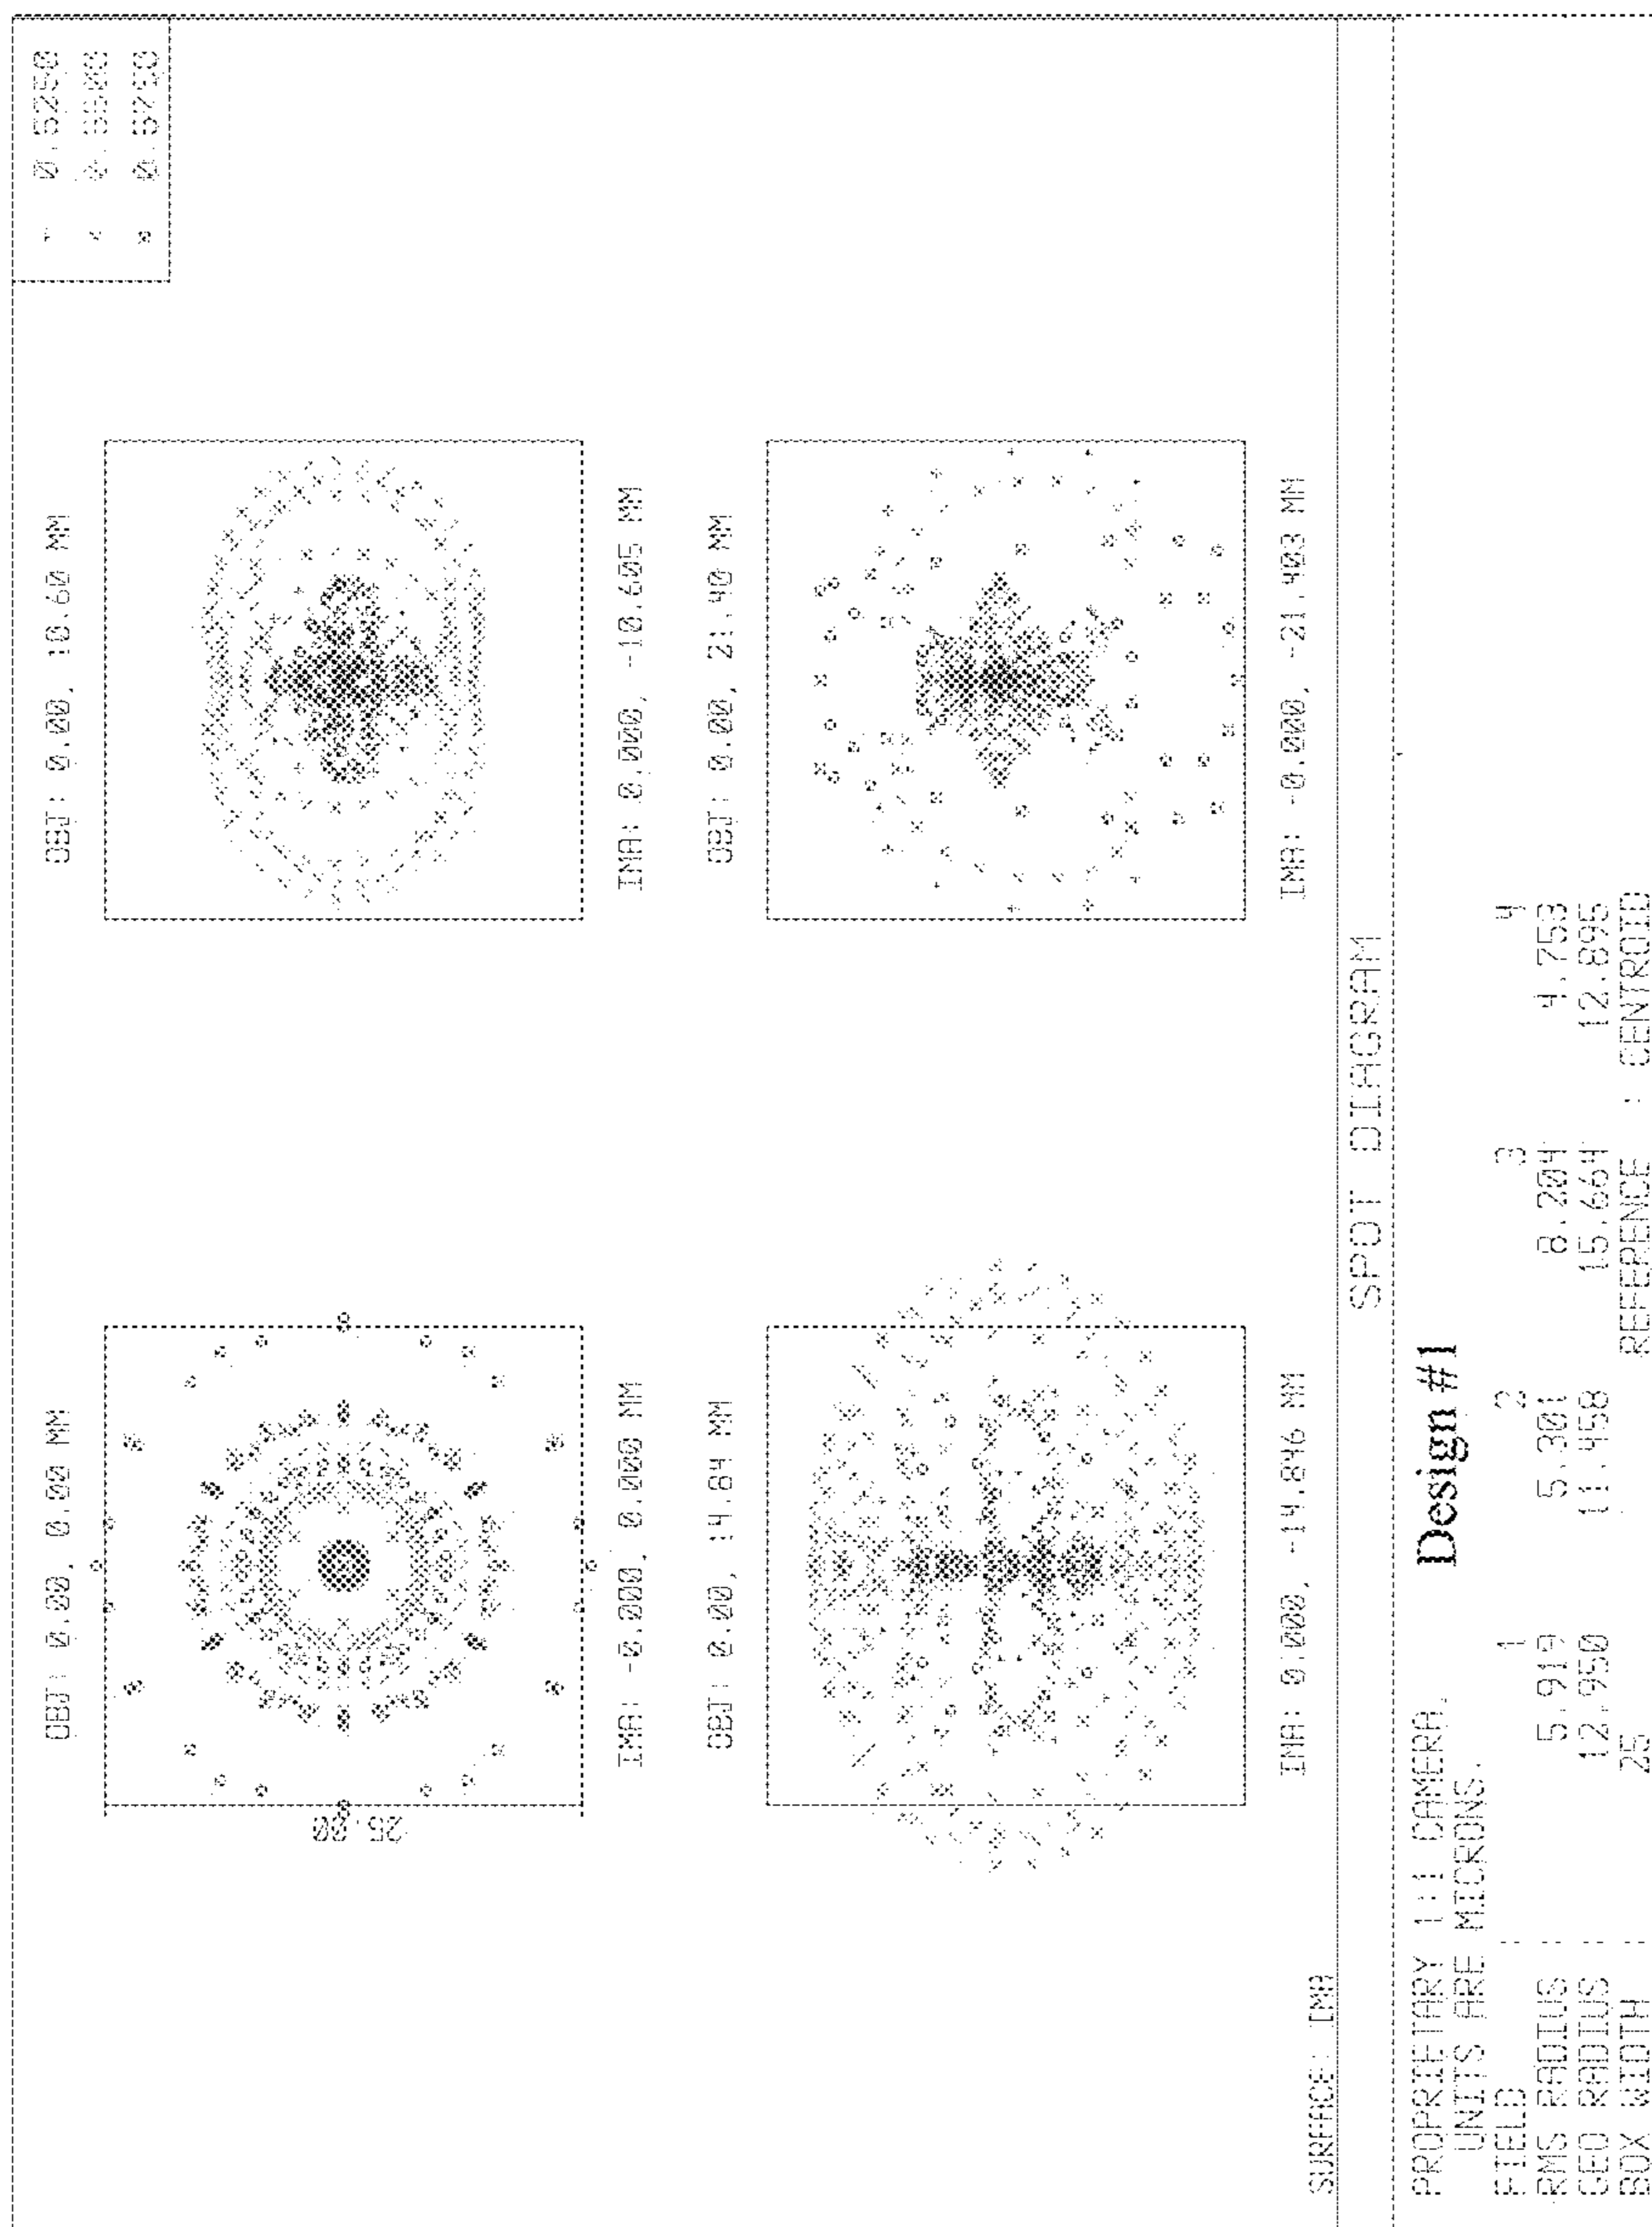 + 0.5250
× 
0.5750
OBJ: 0.00, 0.00 MM
OBJ: 0.00, 10.60 MM
25.00
IMA: -0.000, 0.000 MM
IMA: 0.000, -10.605 MM
OBJ: 0.00, 14.84 MM
OBJ: 0.00, 21.40 MM
IMA: 0.000, -14.846 MM
IMA: -0.000, -21.403 MM
SURFACE: IMA
SPOT DIAGRAM
PROPRIETARY 1:1 CAMERA. Design #1
UNITS ARE MICRONS.
FIELD : 1 2 3 4
RMS RADIUS : 5.919 5.301 8.204 4.753
GEO RADIUS : 12.950 11.458 15.664 12.895
BOX WIDTH : 25 REFERENCE : CENTROID